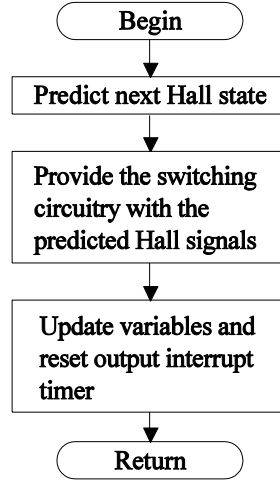 Begin
Predict next Hall state
Provide the switching
circuitry with the
predicted Hall signals
Update variables and
reset output interrupt
timer
Return